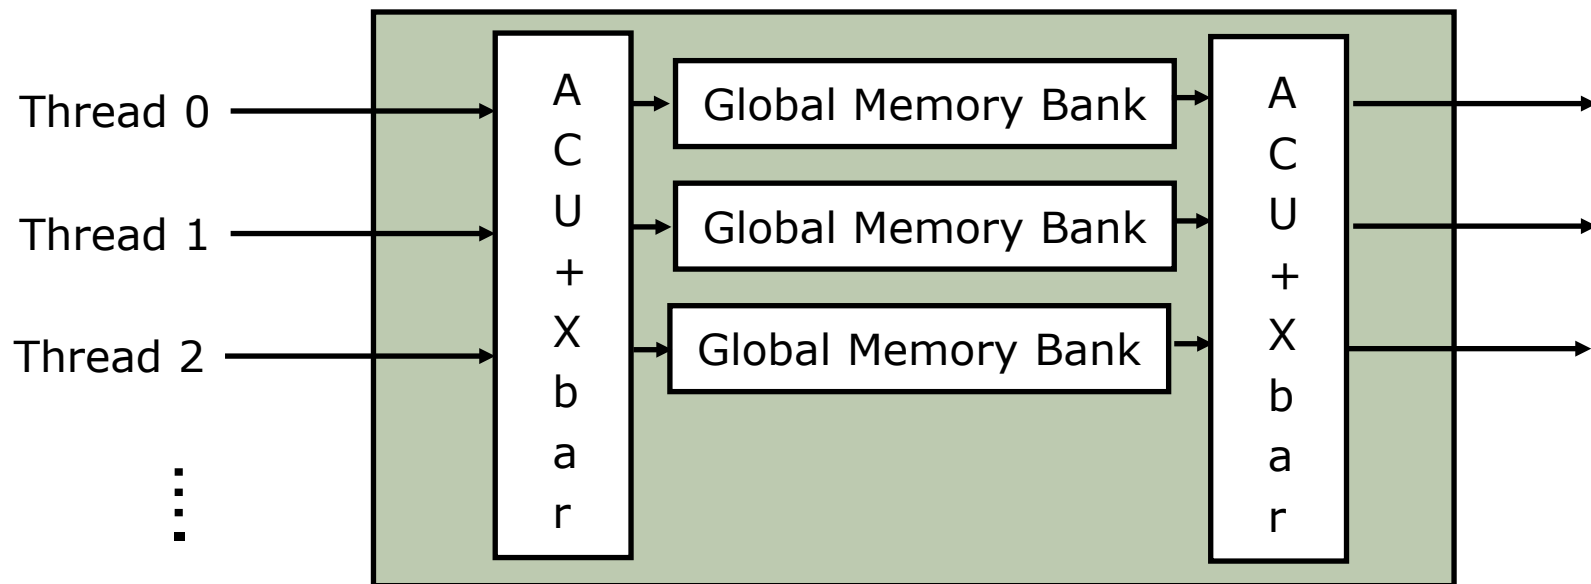 Thread 0
Thread 1
Thread 2
A
C
U
+
X
b
a
r
Global Memory Bank
Global Memory Bank
Global Memory Bank
A
C
U
+
X
b
a
r